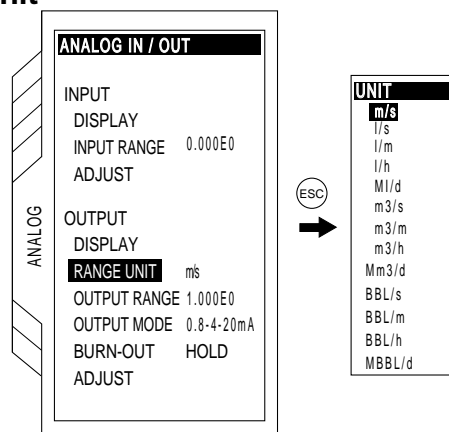 ANALOG IN / OUT
INPUT
DISPLAY
INPUT RANGE 0.000E0
ADJUST
OUTPUT
DISPLAY
RANGE UNIT m/s
OUTPUT RANGE 1.000E0
OUTPUT MODE 0.8-4-20mA
BURN-OUT HOLD
ADJUST
ANALOG
ESC
UNIT
m/s
l/s
l/m
l/h
Ml/d
m3/s
m3/m
m3/h
Mm3/d
BBL/s
BBL/m
BBL/h
MBBL/d